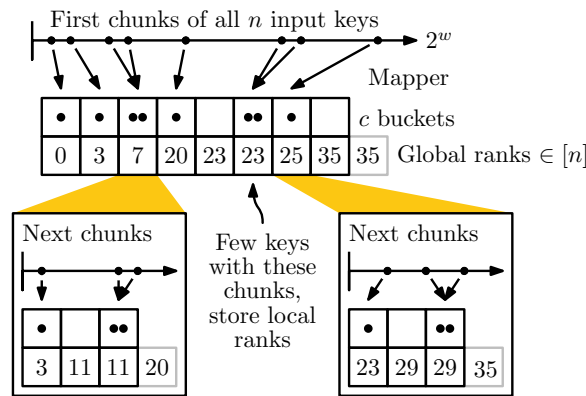 First chunks of all n input keys
2^w
Mapper
c buckets
0 3 7 20 23 23 25 35 35 Global ranks ∈ [n]
Next chunks
3 11 11 20
Few keys
with these
chunks,
store local
ranks
Next chunks
23 29 29 35